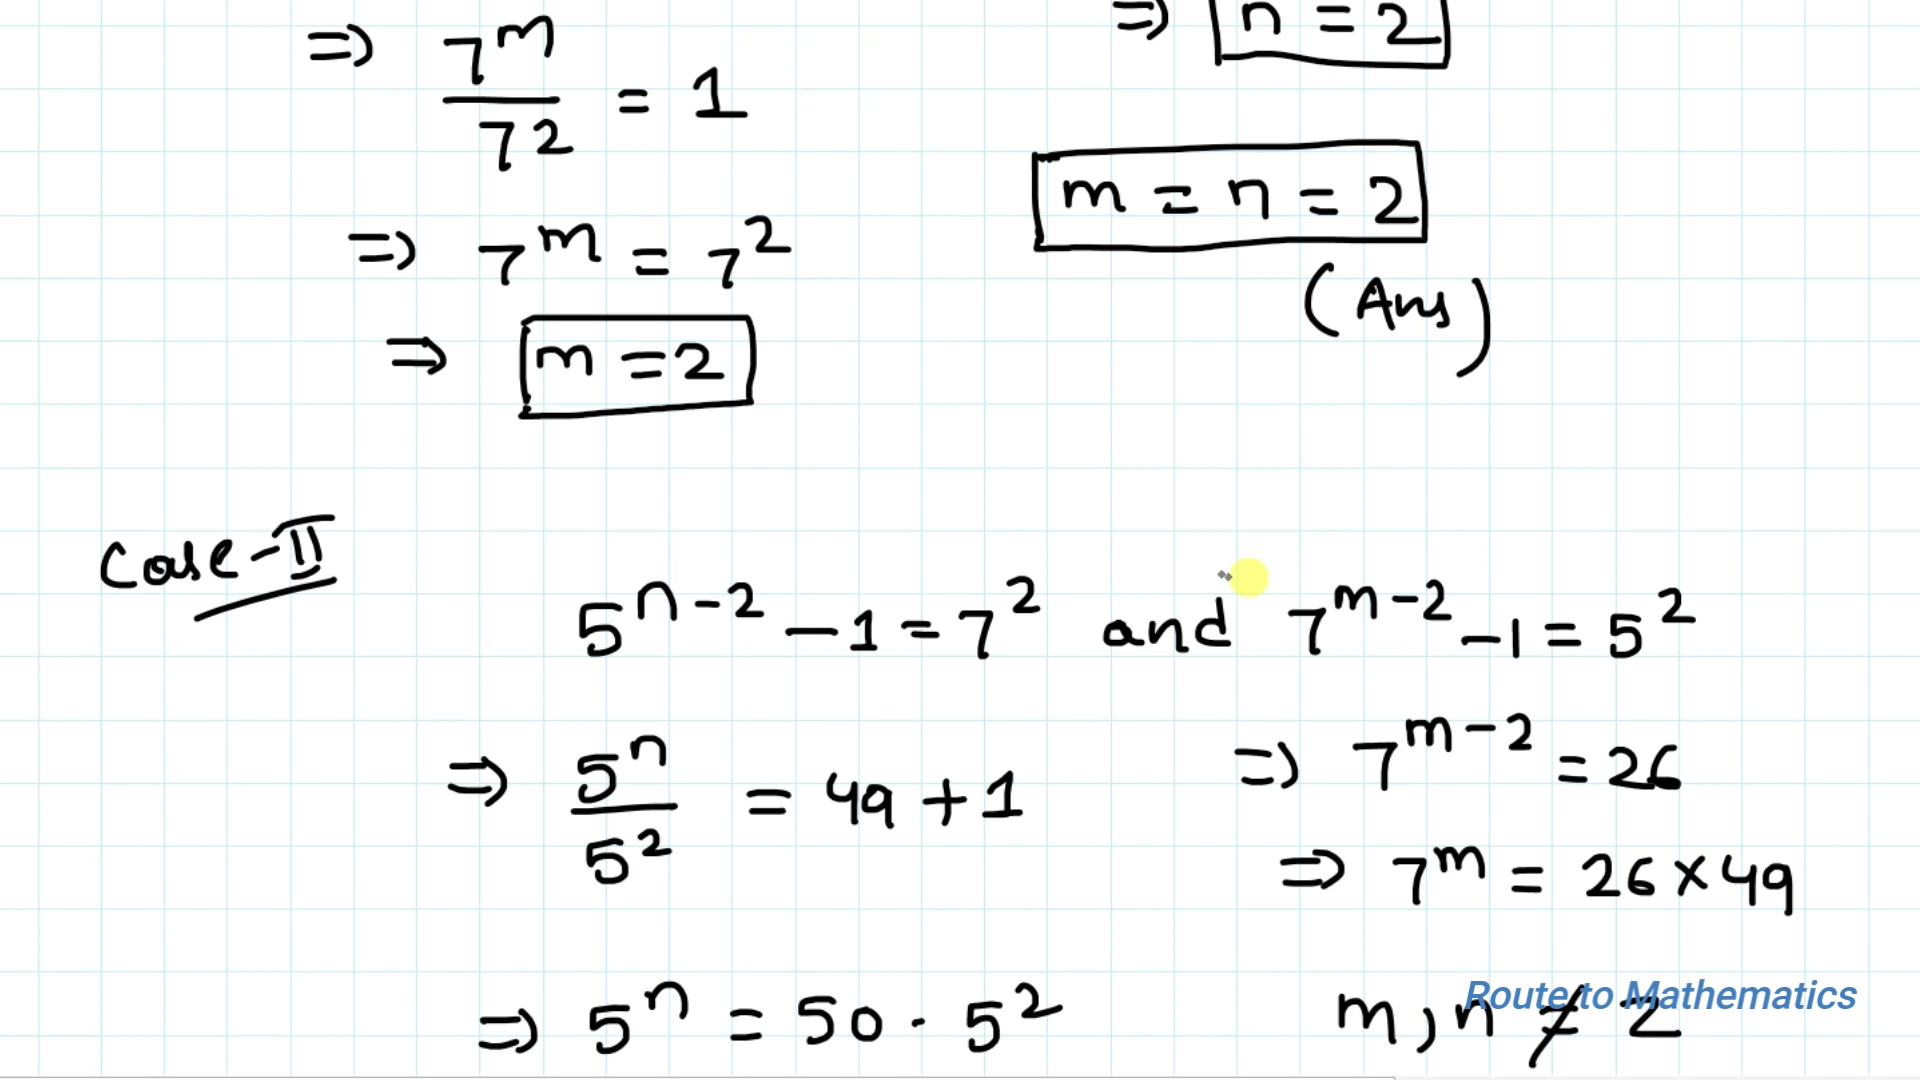 ⇒ 7^m / 7^2 = 1
⇒ 7^m = 7^2
⇒ m = 2
⇒ n = 2
m = n = 2
(Ans)
Case-II
5^(n-2) - 1 = 7^2 and 7^(m-2) - 1 = 5^2
⇒ 5^n / 5^2 = 49 + 1
⇒ 7^(m-2) = 26
⇒ 7^m = 26 × 49
⇒ 5^n = 50 · 5^2
m, n ≠ 2
Route to Mathematics